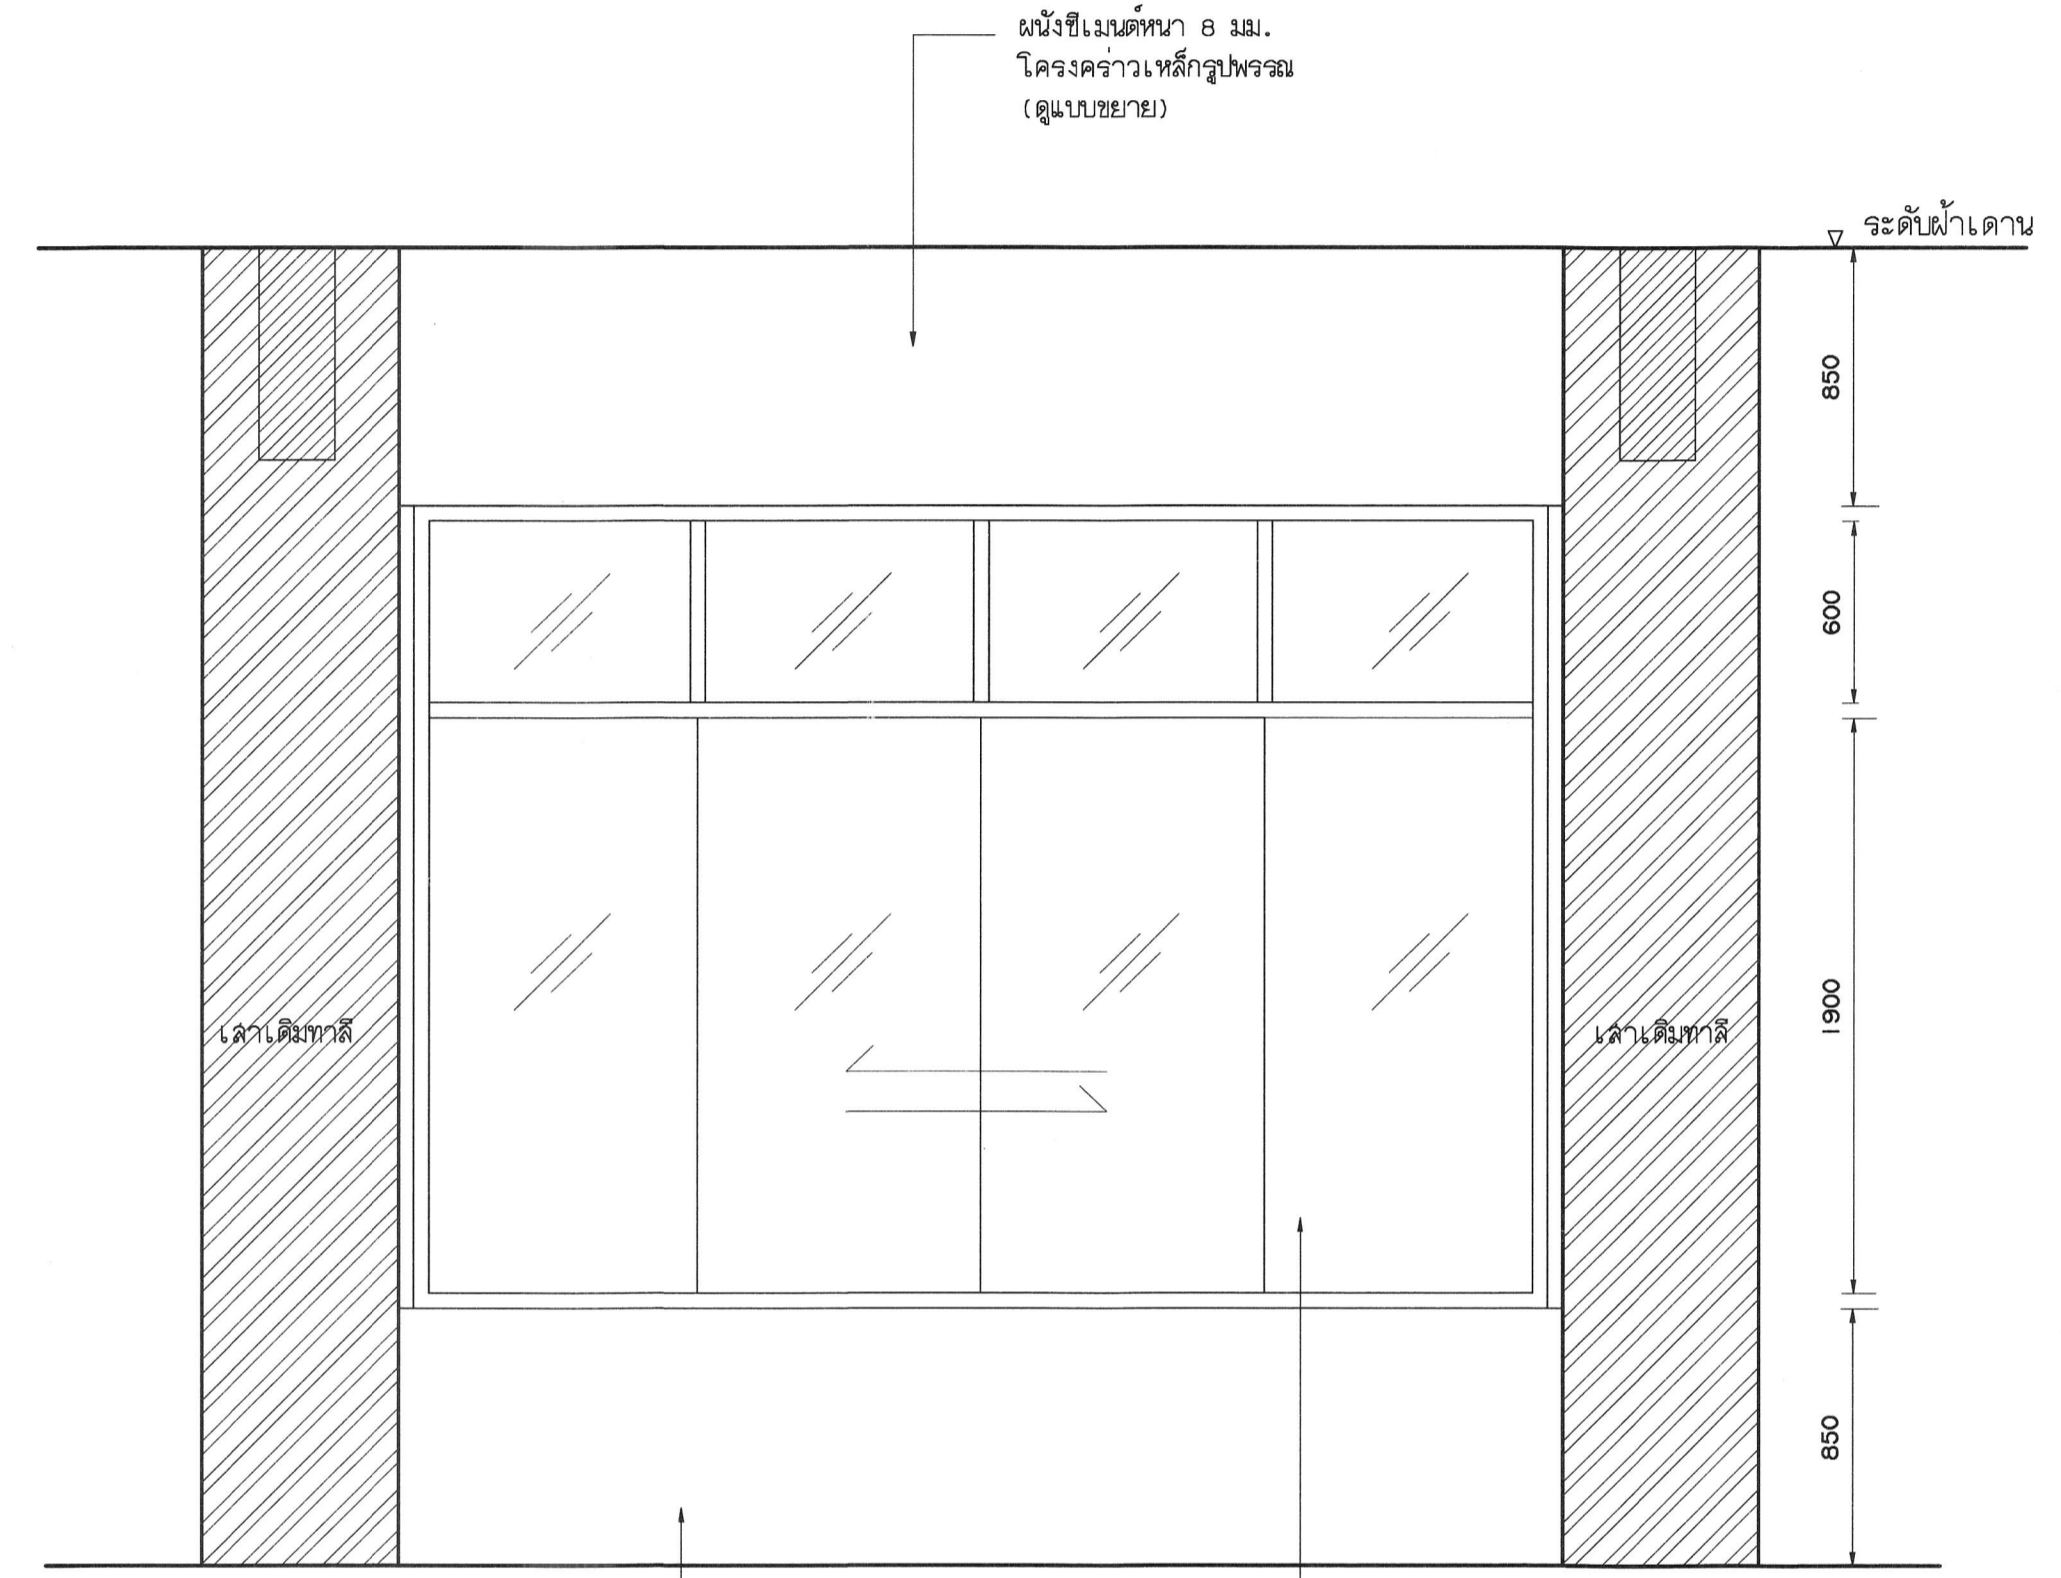 ผนังซีเมนต์หนา 8 มม.
โครงคร่าวเหล็กรูปพรรณ
(ดูแบบขยาย)
ระดับฝ้าเดาน
850
600
เสาเดิมทาสี
เสาเดิมทาสี
1900
850